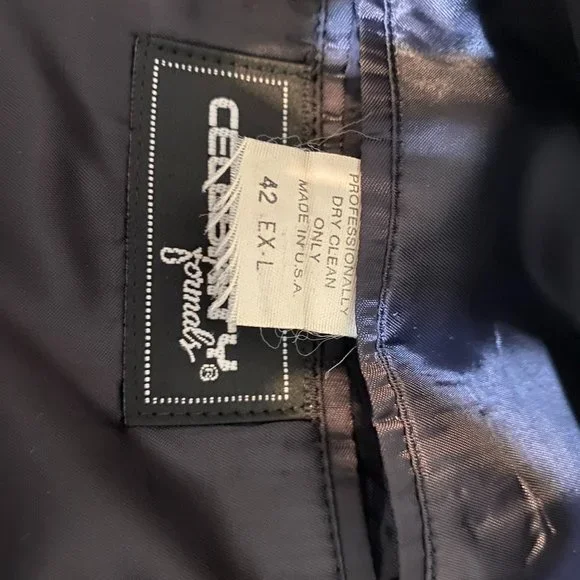 formals®
PROFESSIONALLY
DRY CLEAN
ONLY
MADE IN U.S.A
42 EX-L